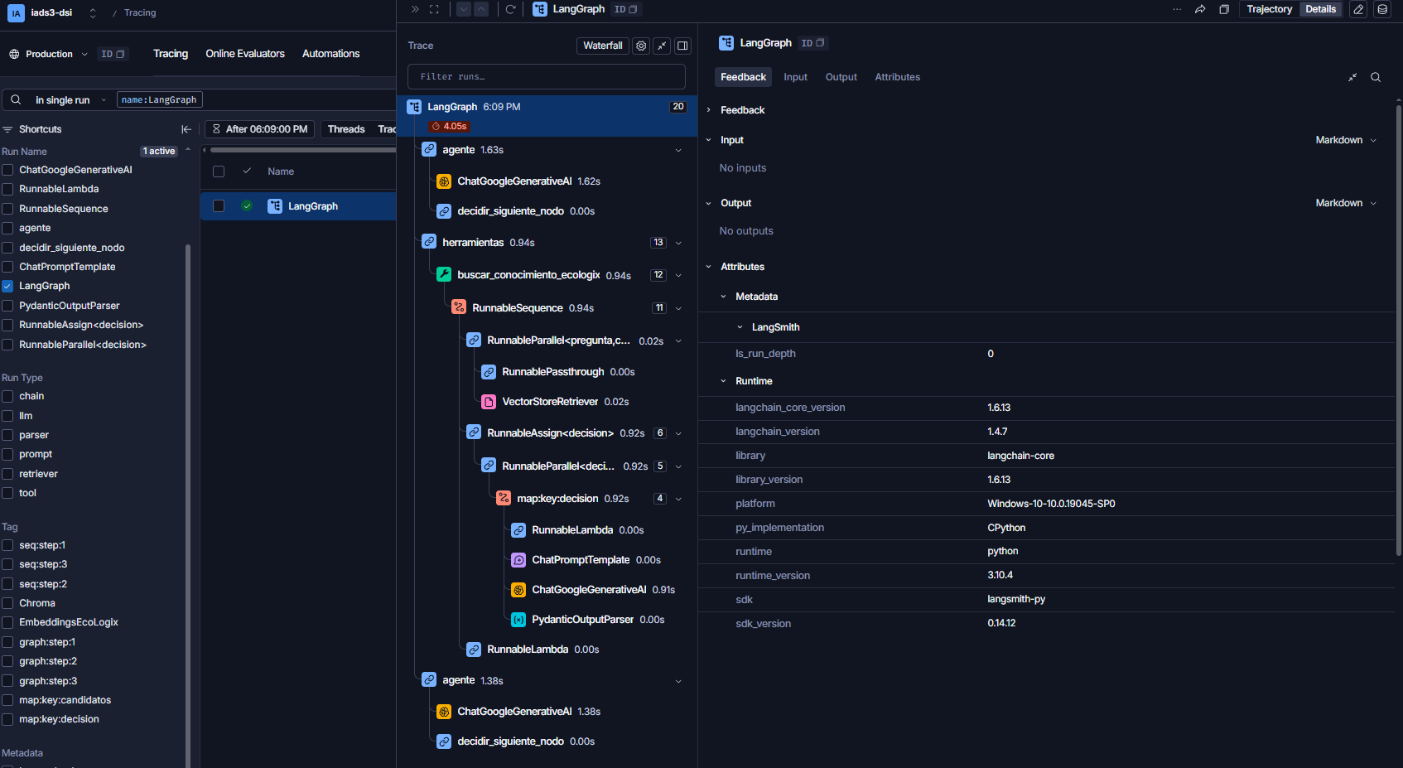 IA iads3-dsi / Tracing
Production ID Tracing Online Evaluators Automations
in single run name:LangGraph
Shortcuts
After 06:09:00 PM Threads Trac
Run Name 1 active
ChatGoogleGenerativeAI
RunnableLambda
RunnableSequence
agente
decidir_siguiente_nodo
ChatPromptTemplate
LangGraph
PydanticOutputParser
RunnableAssign<decision>
RunnableParallel<decision>
Run Type
chain
llm
parser
prompt
retriever
tool
Tag
seq:step:1
seq:step:3
seq:step:2
Chroma
EmbeddingsEcoLogix
graph:step:1
graph:step:2
graph:step:3
map:key:candidatos
map:key:decision
Metadata
Name
LangGraph
LangGraph ID
Trajectory Details
Trace Waterfall
Filter runs…
LangGraph 6:09 PM 20
4.05s
agente 1.63s
ChatGoogleGenerativeAI 1.62s
decidir_siguiente_nodo 0.00s
herramientas 0.94s 13
buscar_conocimiento_ecologix 0.94s 12
RunnableSequence 0.94s 11
RunnableParallel<pregunta,c... 0.02s
RunnablePassthrough 0.00s
VectorStoreRetriever 0.02s
RunnableAssign<decision> 0.92s 6
RunnableParallel<deci... 0.92s 5
map:key:decision 0.92s 4
RunnableLambda 0.00s
ChatPromptTemplate 0.00s
ChatGoogleGenerativeAI 0.91s
PydanticOutputParser 0.00s
RunnableLambda 0.00s
agente 1.38s
ChatGoogleGenerativeAI 1.38s
decidir_siguiente_nodo 0.00s
LangGraph ID
Feedback Input Output Attributes
Feedback
Input Markdown
No inputs
Output Markdown
No outputs
Attributes
Metadata
LangSmith
ls_run_depth 0
Runtime
langchain_core_version 1.6.13
langchain_version 1.4.7
library langchain-core
library_version 1.6.13
platform Windows-10-10.0.19045-SP0
py_implementation CPython
runtime python
runtime_version 3.10.4
sdk langsmith-py
sdk_version 0.14.12